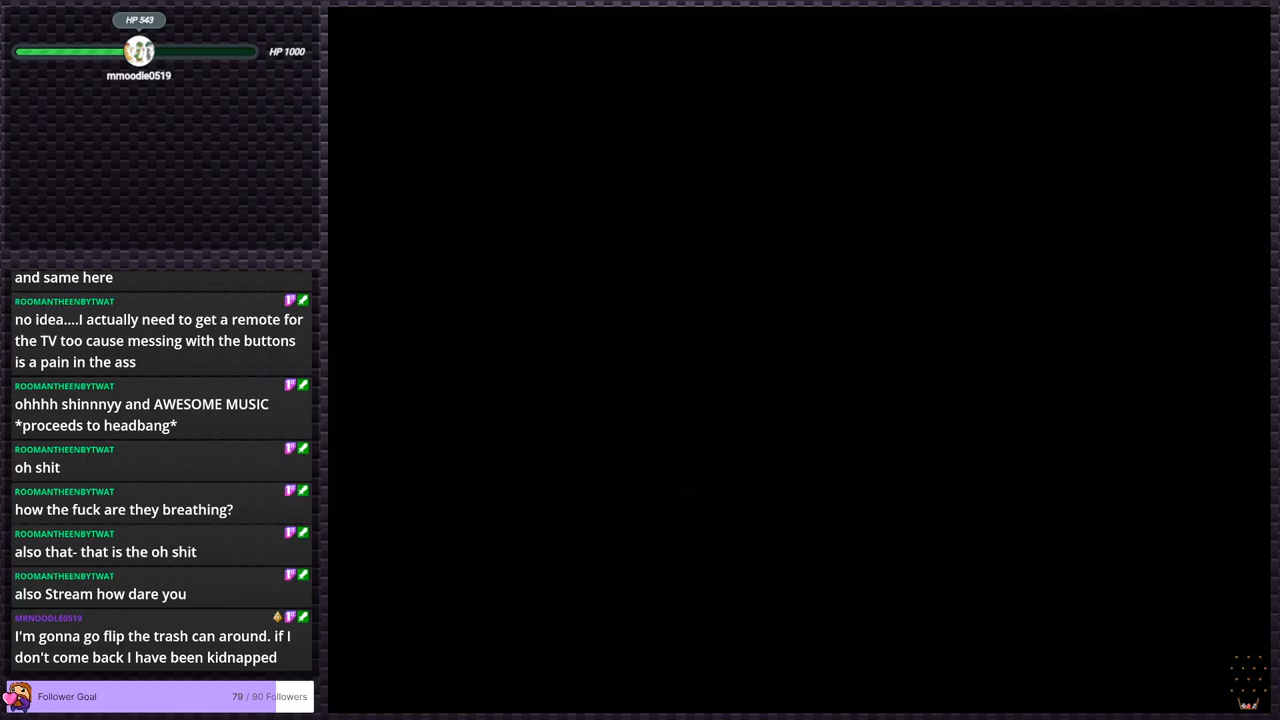 HP 543
HP 1000
mrnoodle0519
and same here
ROOMANTHEENBYTWAT
no idea....I actually need to get a remote for
the TV too cause messing with the buttons
is a pain in the ass
ROOMANTHEENBYTWAT
ohhhh shinnnyy and AWESOME MUSIC
*proceeds to headbang*
ROOMANTHEENBYTWAT
oh shit
ROOMANTHEENBYTWAT
how the fuck are they breathing?
ROOMANTHEENBYTWAT
also that- that is the oh shit
ROOMANTHEENBYTWAT
also Stream how dare you
MRNOODLE0519
I'm gonna go flip the trash can around. if I
don't come back I have been kidnapped
Follower Goal 79 / 90 Followers